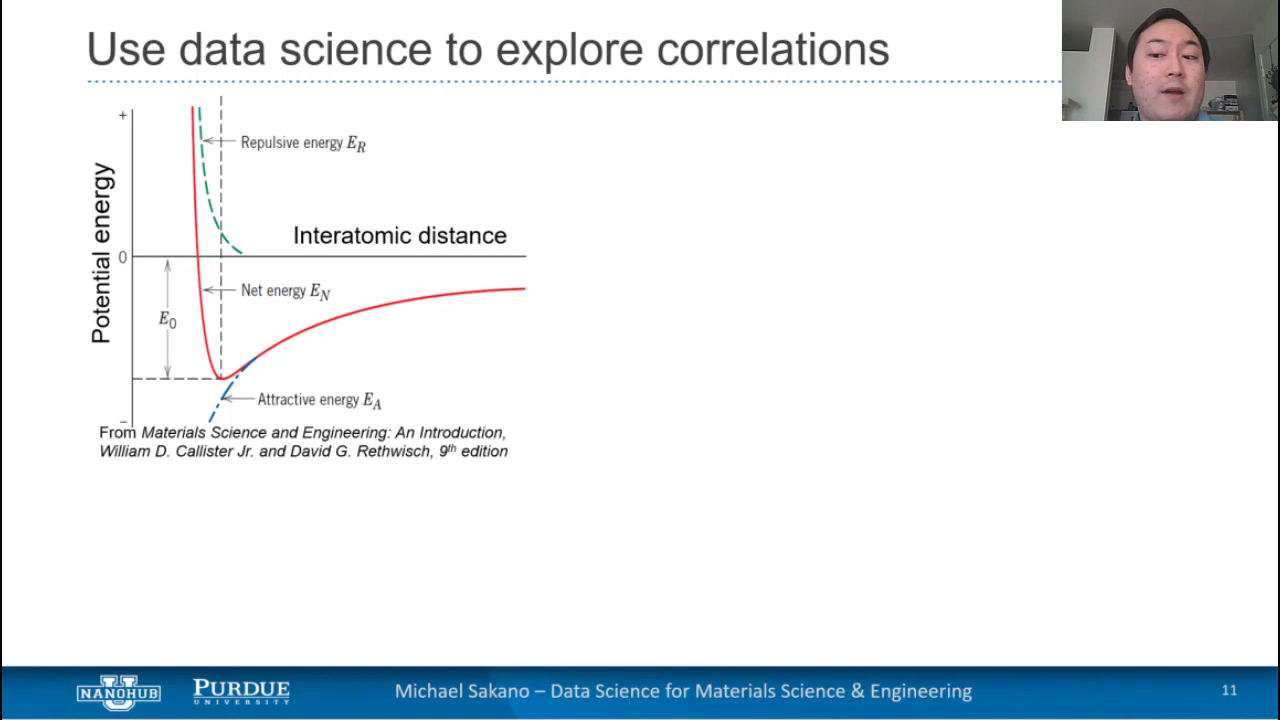 Use data science to explore correlations
+
Repulsive energy E_R
Potential energy
Interatomic distance
0
Net energy E_N
E_0
Attractive energy E_A
−
From Materials Science and Engineering: An Introduction,
William D. Callister Jr. and David G. Rethwisch, 9th edition
NANOHUB
PURDUE
UNIVERSITY
Michael Sakano – Data Science for Materials Science & Engineering
11